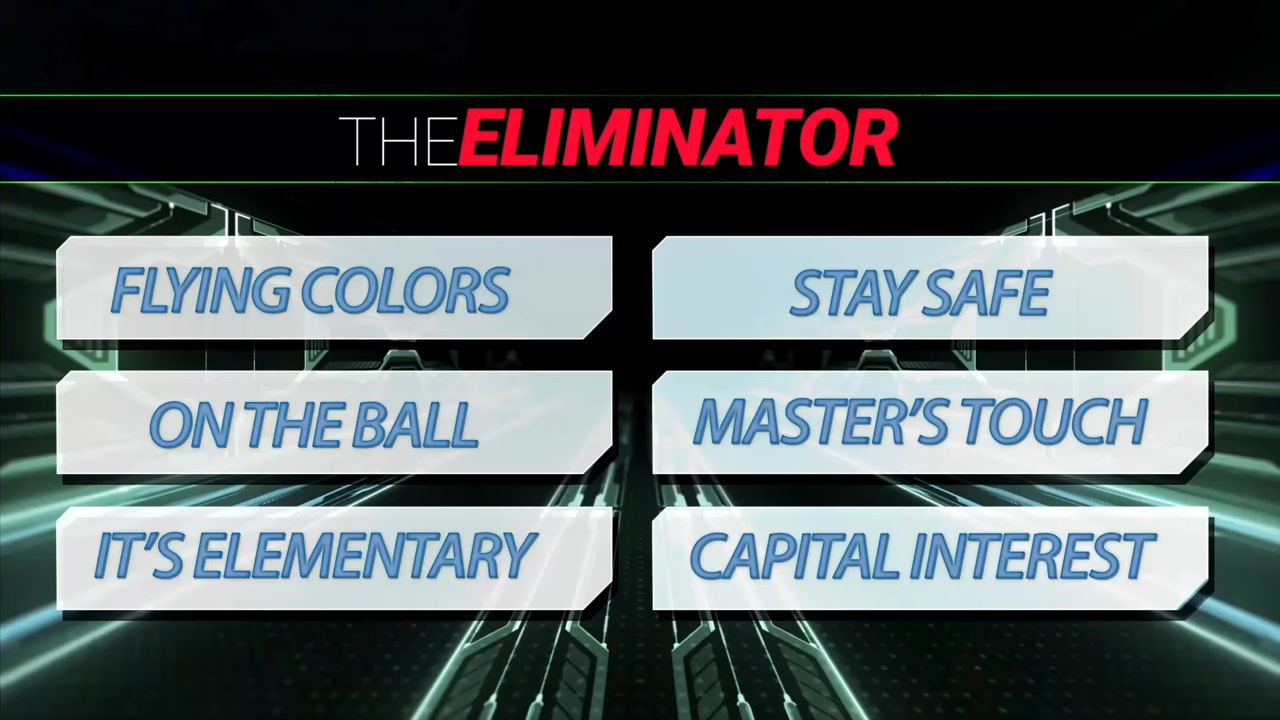 THE ELIMINATOR
FLYING COLORS
STAY SAFE
ON THE BALL
MASTER'S TOUCH
IT'S ELEMENTARY
CAPITAL INTEREST